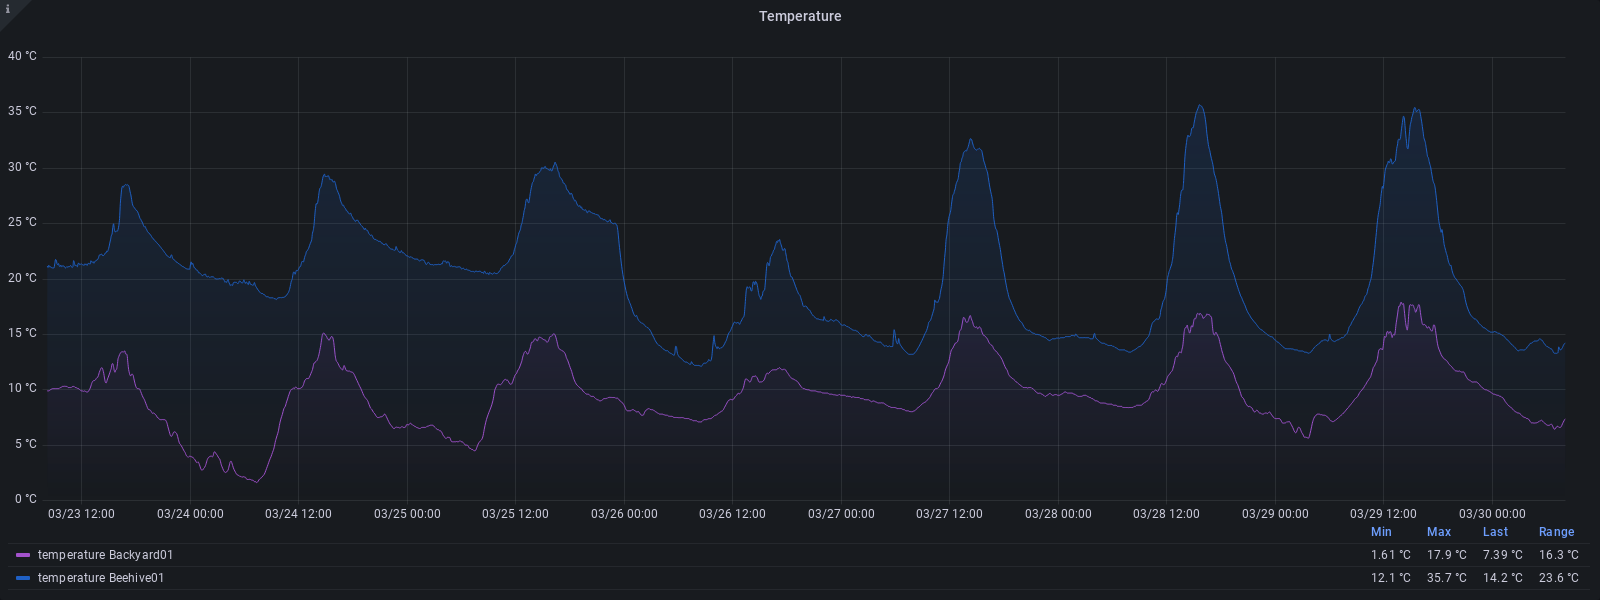 i
Temperature
40 °C
35 °C
30 °C
25 °C
20 °C
15 °C
10 °C
5 °C
0 °C
03/23 12:00 03/24 00:00 03/24 12:00 03/25 00:00 03/25 12:00 03/26 00:00 03/26 12:00 03/27 00:00 03/27 12:00 03/28 00:00 03/28 12:00 03/29 00:00 03/29 12:00 03/30 00:00
Min Max Last Range
temperature Backyard01 1.61 °C 17.9 °C 7.39 °C 16.3 °C
temperature Beehive01 12.1 °C 35.7 °C 14.2 °C 23.6 °C